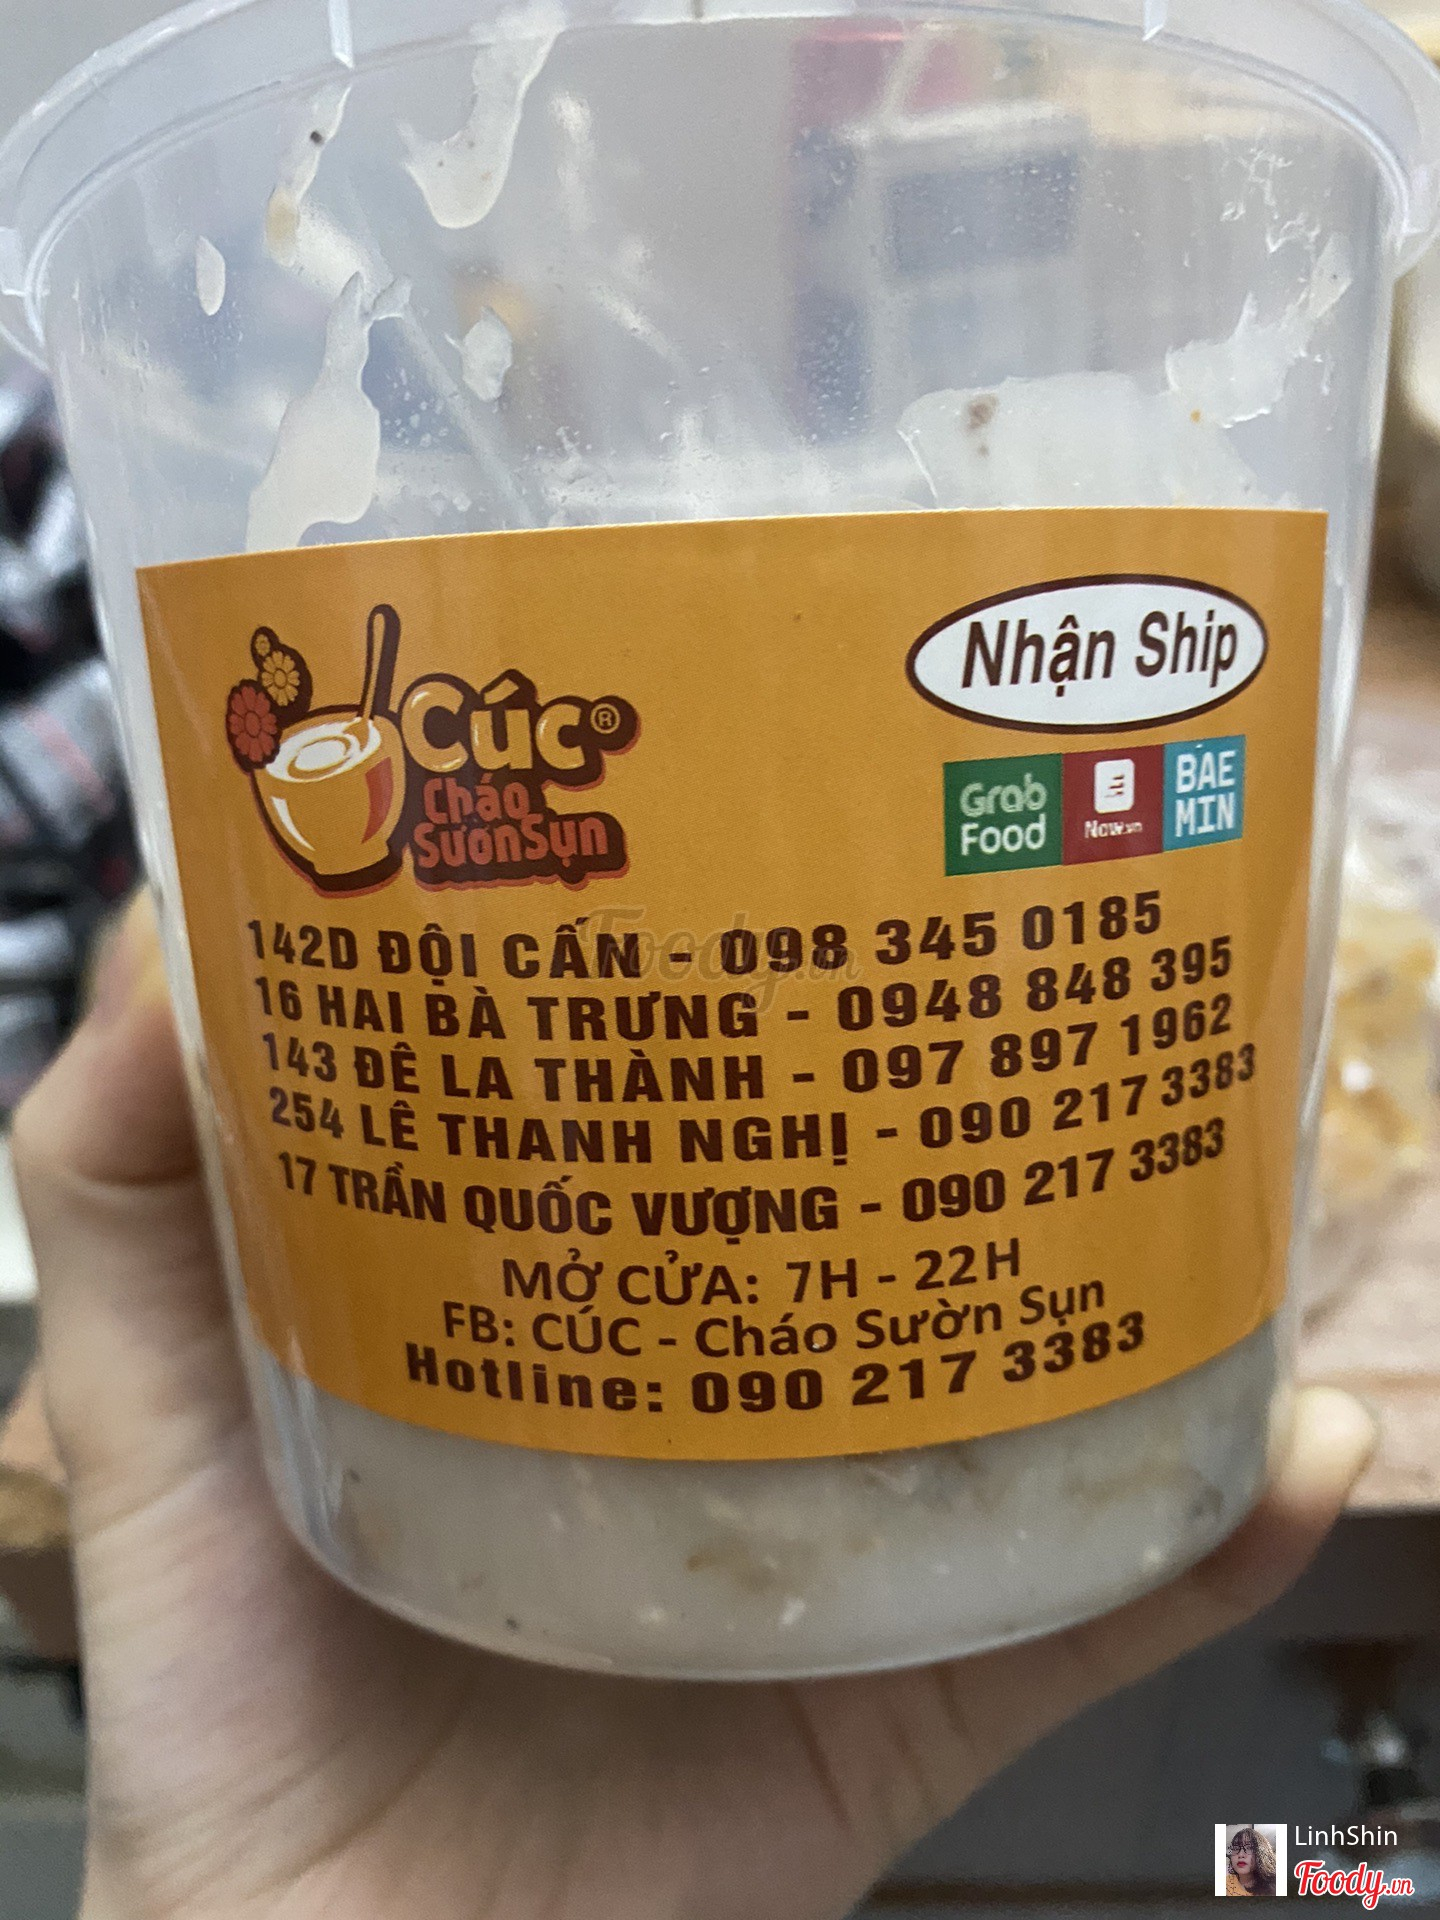 Cúc®
Cháo
SườnSụn
Nhận Ship
Grab
Food
Now.vn
BAE
MIN
142D ĐỘI CẤN - 098 345 0185
16 HAI BÀ TRƯNG - 0948 848 395
143 ĐÊ LA THÀNH - 097 897 1962
254 LÊ THANH NGHỊ - 090 217 3383
17 TRẦN QUỐC VƯỢNG - 090 217 3383
MỞ CỬA: 7H - 22H
FB: CÚC - Cháo Sườn Sụn
Hotline: 090 217 3383
Foody.vn
LinhShin
Foody.vn